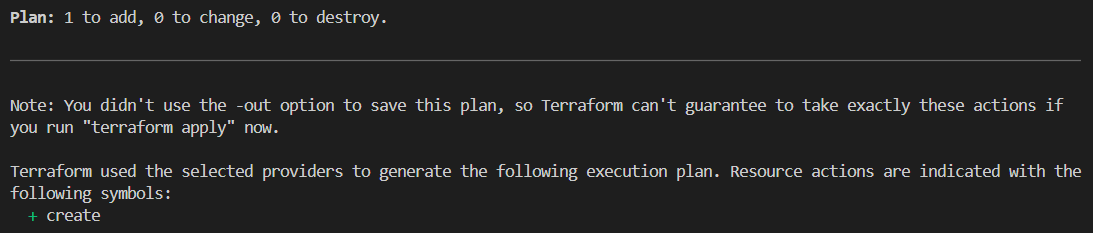 Plan: 1 to add, 0 to change, 0 to destroy.
Note: You didn't use the -out option to save this plan, so Terraform can't guarantee to take exactly these actions if
you run "terraform apply" now.
Terraform used the selected providers to generate the following execution plan. Resource actions are indicated with the
following symbols:
+ create